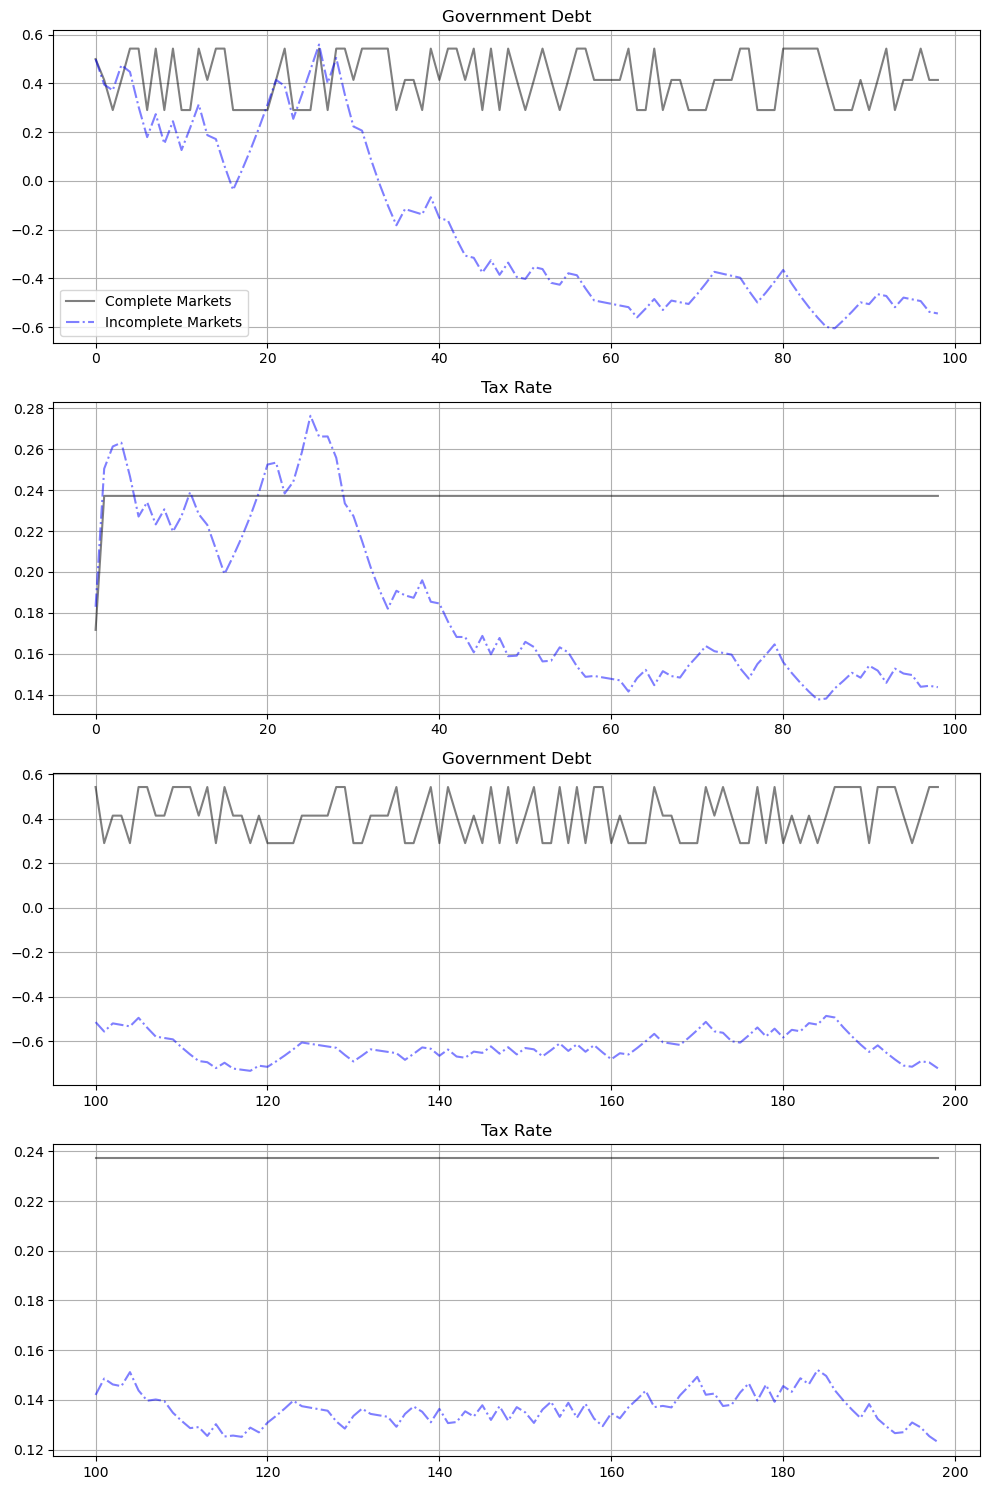 Government Debt
0.6
0.4
0.2
0.0
−0.2
−0.4
−0.6
Complete Markets
Incomplete Markets
0 20 40 60 80 100
Tax Rate
0.28
0.26
0.24
0.22
0.20
0.18
0.16
0.14
0 20 40 60 80 100
Government Debt
0.6
0.4
0.2
0.0
−0.2
−0.4
−0.6
100 120 140 160 180 200
Tax Rate
0.24
0.22
0.20
0.18
0.16
0.14
0.12
100 120 140 160 180 200